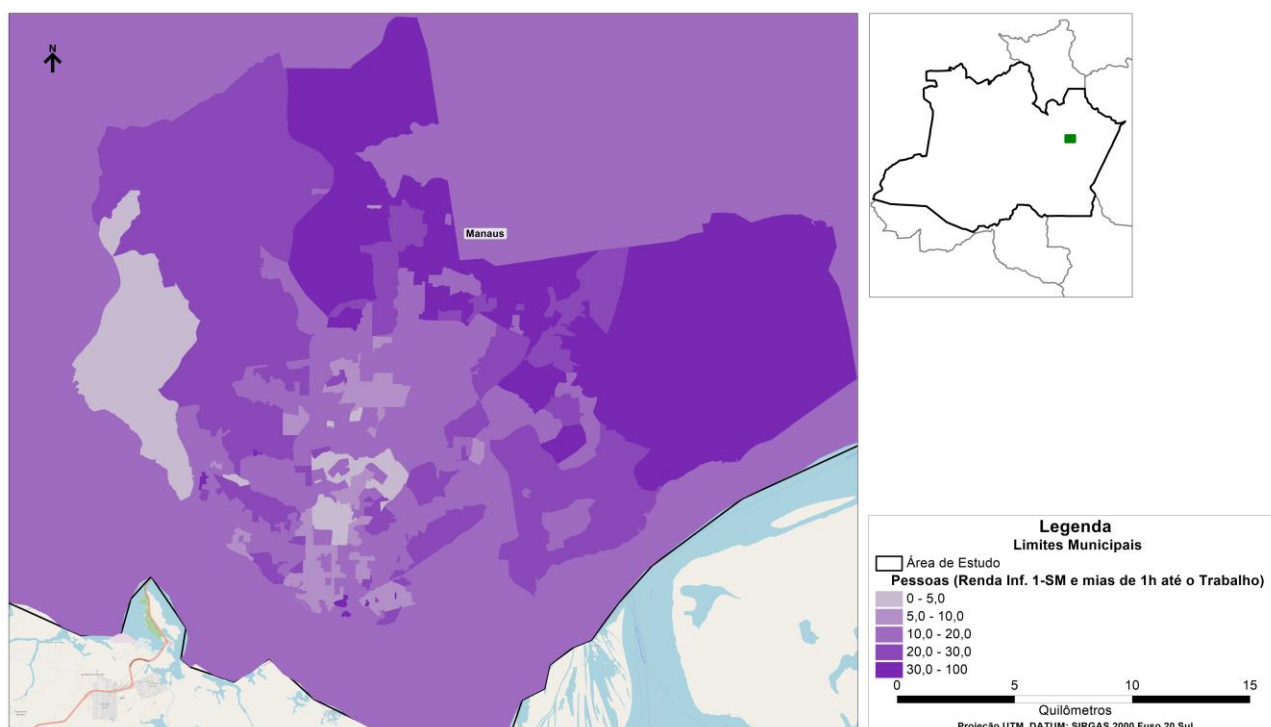 N
Manaus
Legenda
Limites Municipais
Área de Estudo
Pessoas (Renda Inf. 1-SM e mias de 1h até o Trabalho)
0 - 5,0
5,0 - 10,0
10,0 - 20,0
20,0 - 30,0
30,0 - 100
0 5 10 15
Quilômetros
Projeção UTM, DATUM: SIRGAS 2000 Fuso 20 Sul